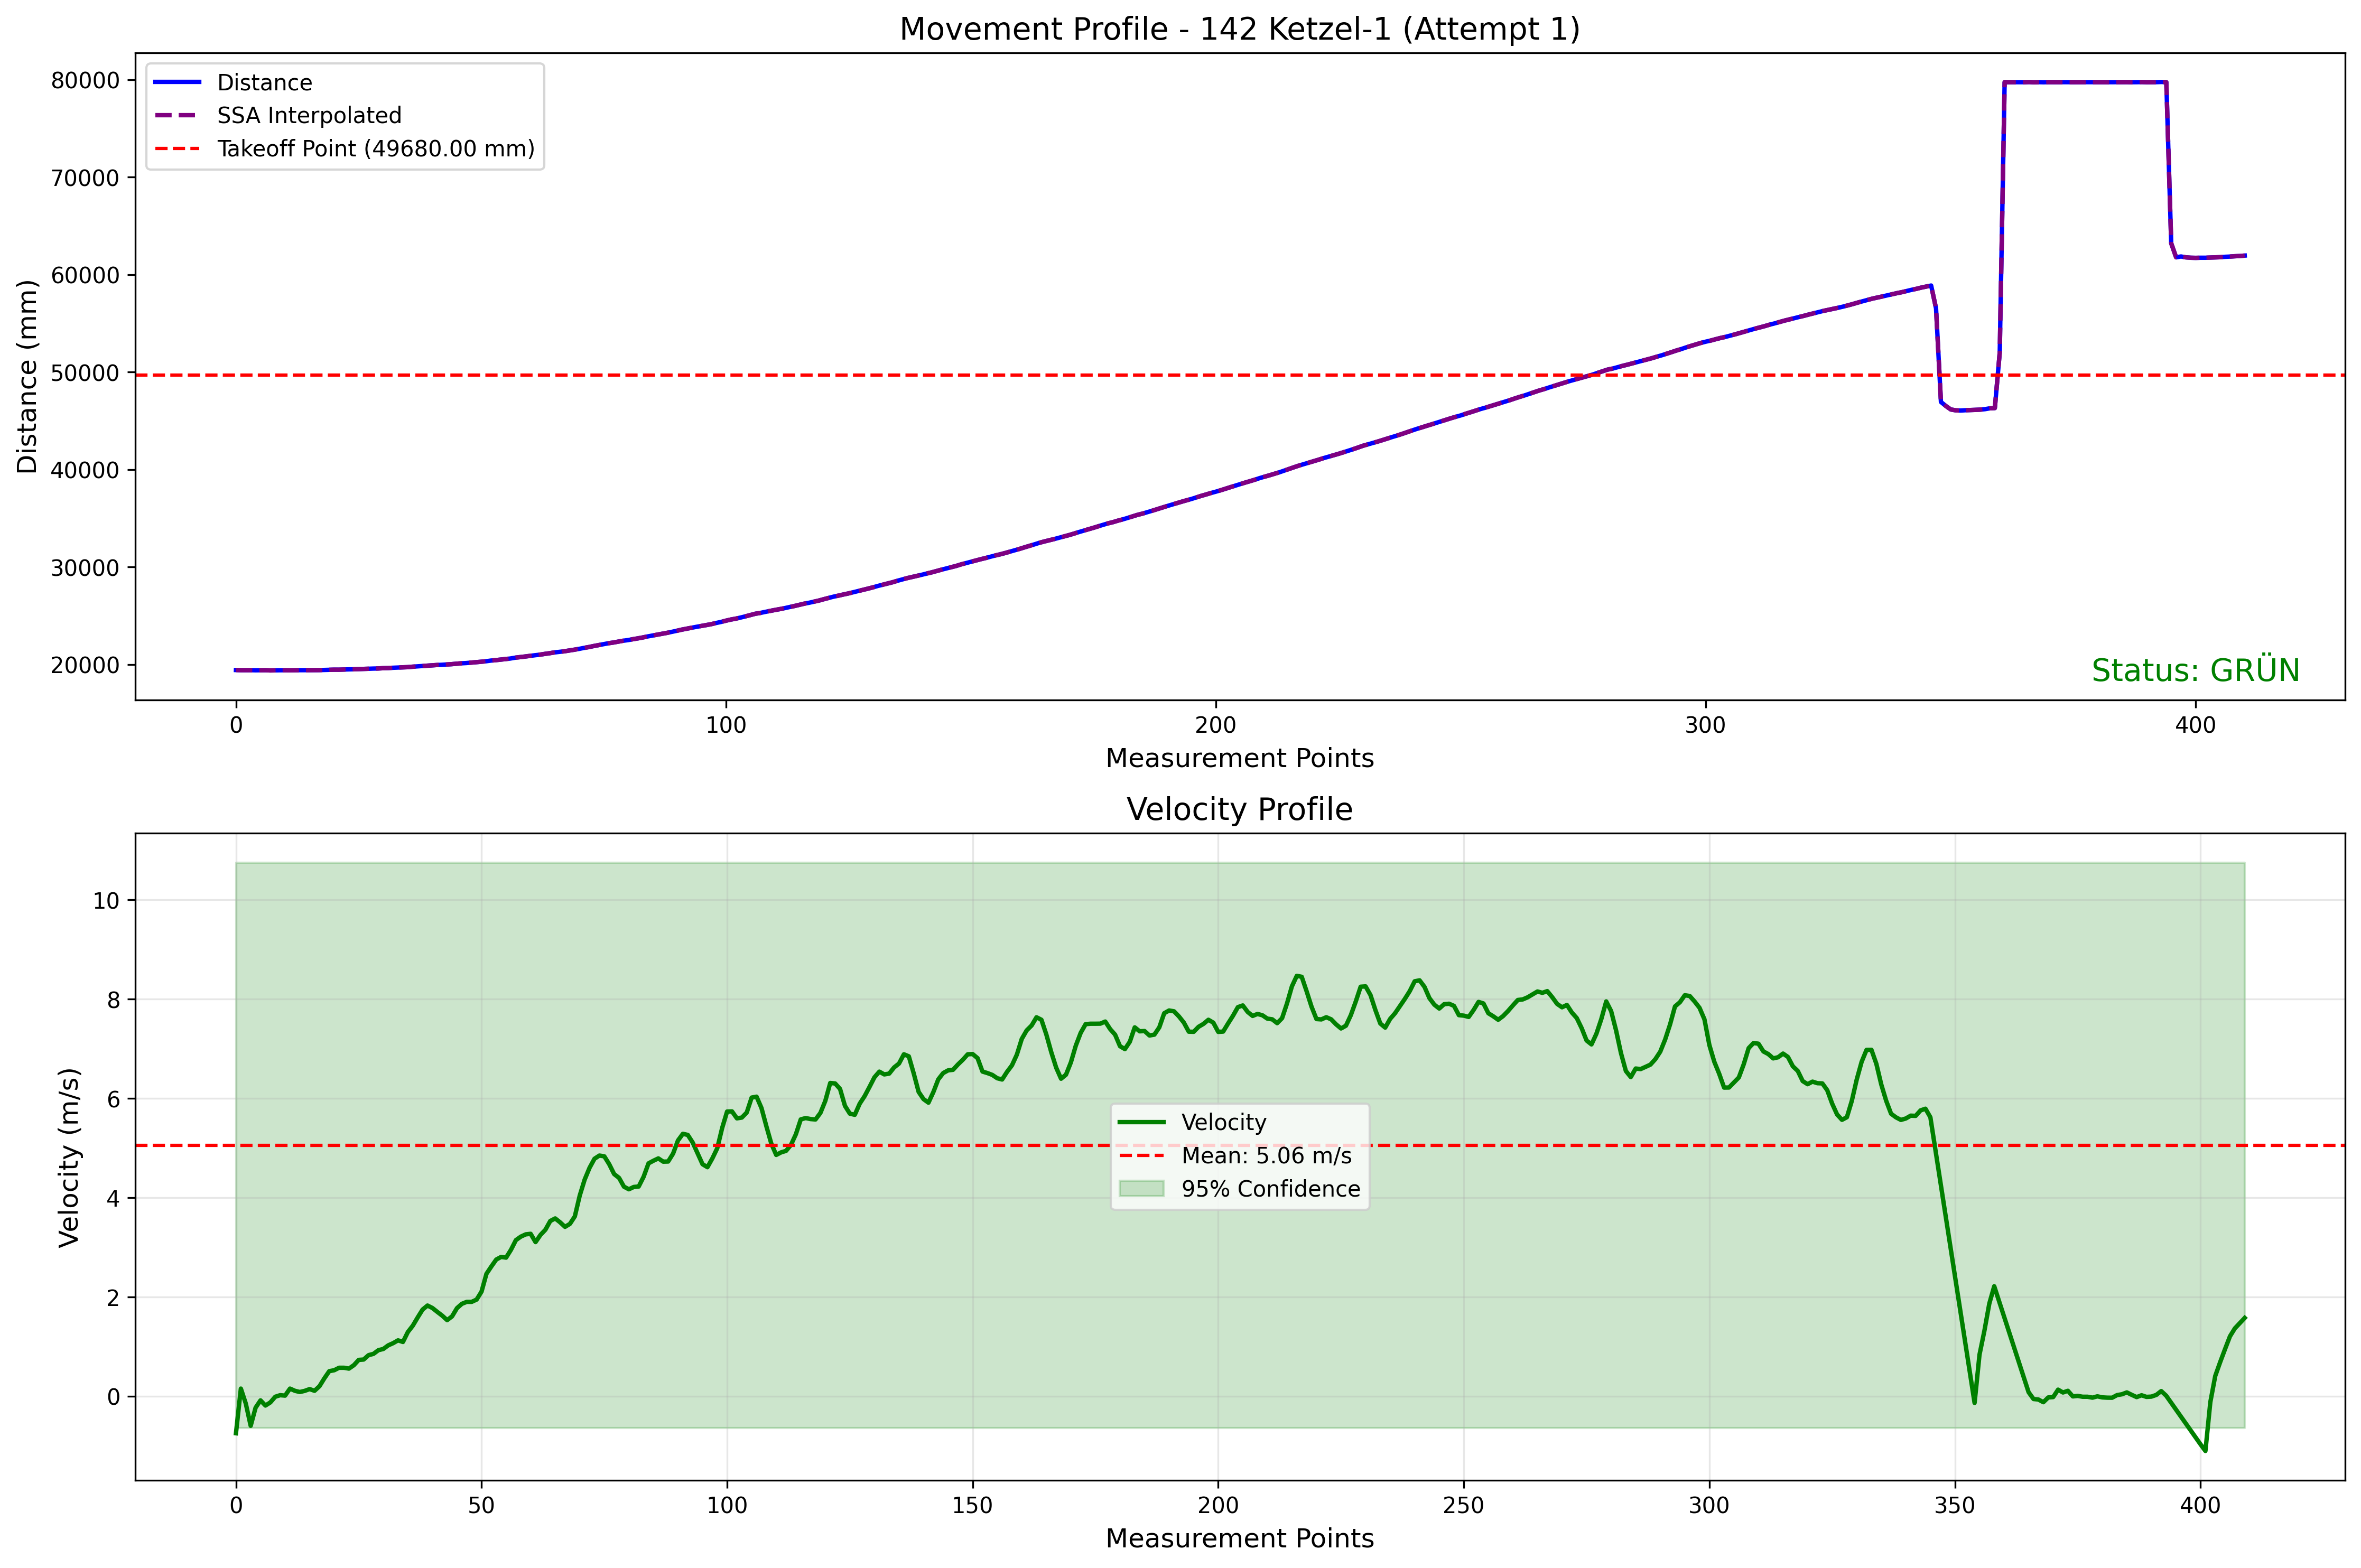 Movement Profile - 142 Ketzel-1 (Attempt 1)
Distance
SSA Interpolated
Takeoff Point (49680.00 mm)
80000
70000
60000
50000
40000
30000
20000
Distance (mm)
Status: GRÜN
0 100 200 300 400
Measurement Points
Velocity Profile
10
8
6
4
2
0
Velocity (m/s)
Velocity
Mean: 5.06 m/s
95% Confidence
0 50 100 150 200 250 300 350 400
Measurement Points